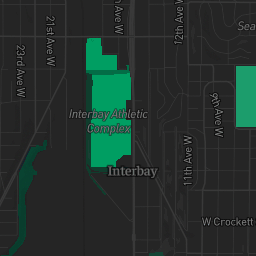 21st Ave W
23rd Ave W
Ave W
12th Ave W
Sea
9th Ave W
Interbay Athletic
Complex
Interbay
11th Ave W
W Crockett